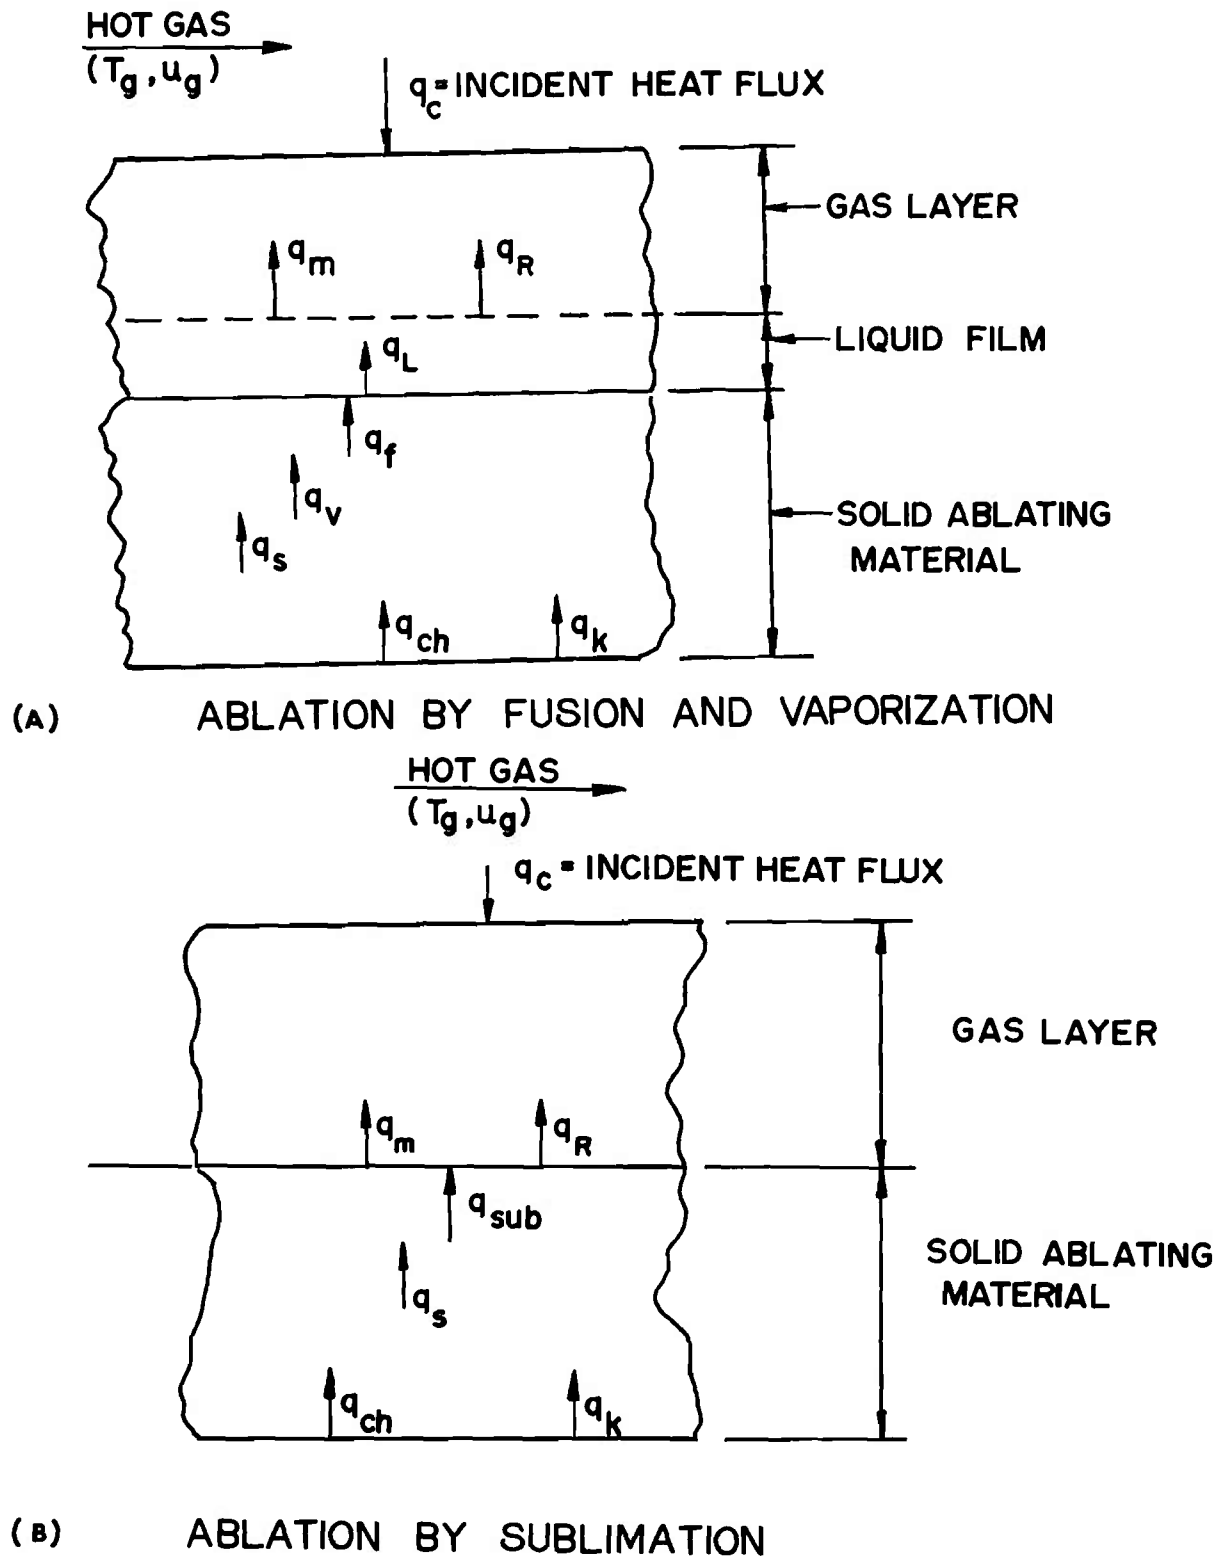 HOT GAS
(Tg, ug)
qc = INCIDENT HEAT FLUX
GAS LAYER
qm
qR
LIQUID FILM
qL
qf
qv
SOLID ABLATING
MATERIAL
qs
qch
qk
(A) ABLATION BY FUSION AND VAPORIZATION
HOT GAS
(Tg, ug)
qc = INCIDENT HEAT FLUX
GAS LAYER
qm
qR
qsub
SOLID ABLATING
MATERIAL
qs
qch
qk
(B) ABLATION BY SUBLIMATION